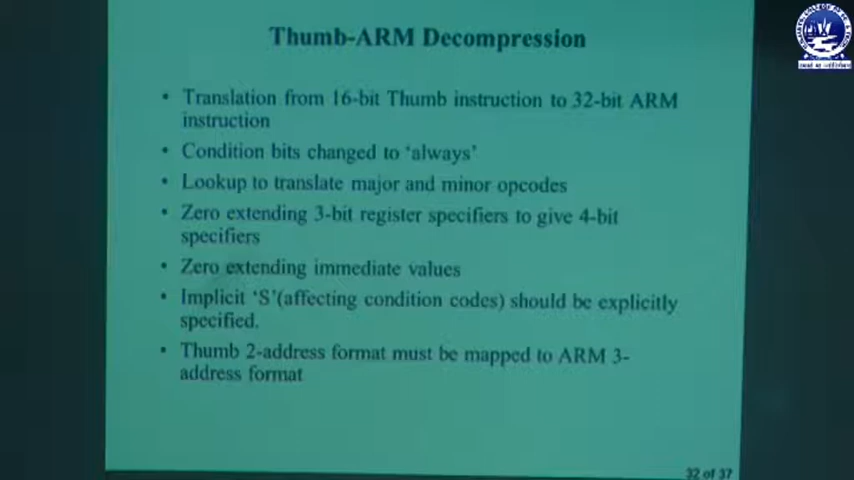 Thumb-ARM Decompression
• Translation from 16-bit Thumb instruction to 32-bit ARM
instruction
• Condition bits changed to 'always'
• Lookup to translate major and minor opcodes
• Zero extending 3-bit register specifiers to give 4-bit
specifiers
• Zero extending immediate values
• Implicit 'S'(affecting condition codes) should be explicitly
specified.
• Thumb 2-address format must be mapped to ARM 3-
address format
32 of 37